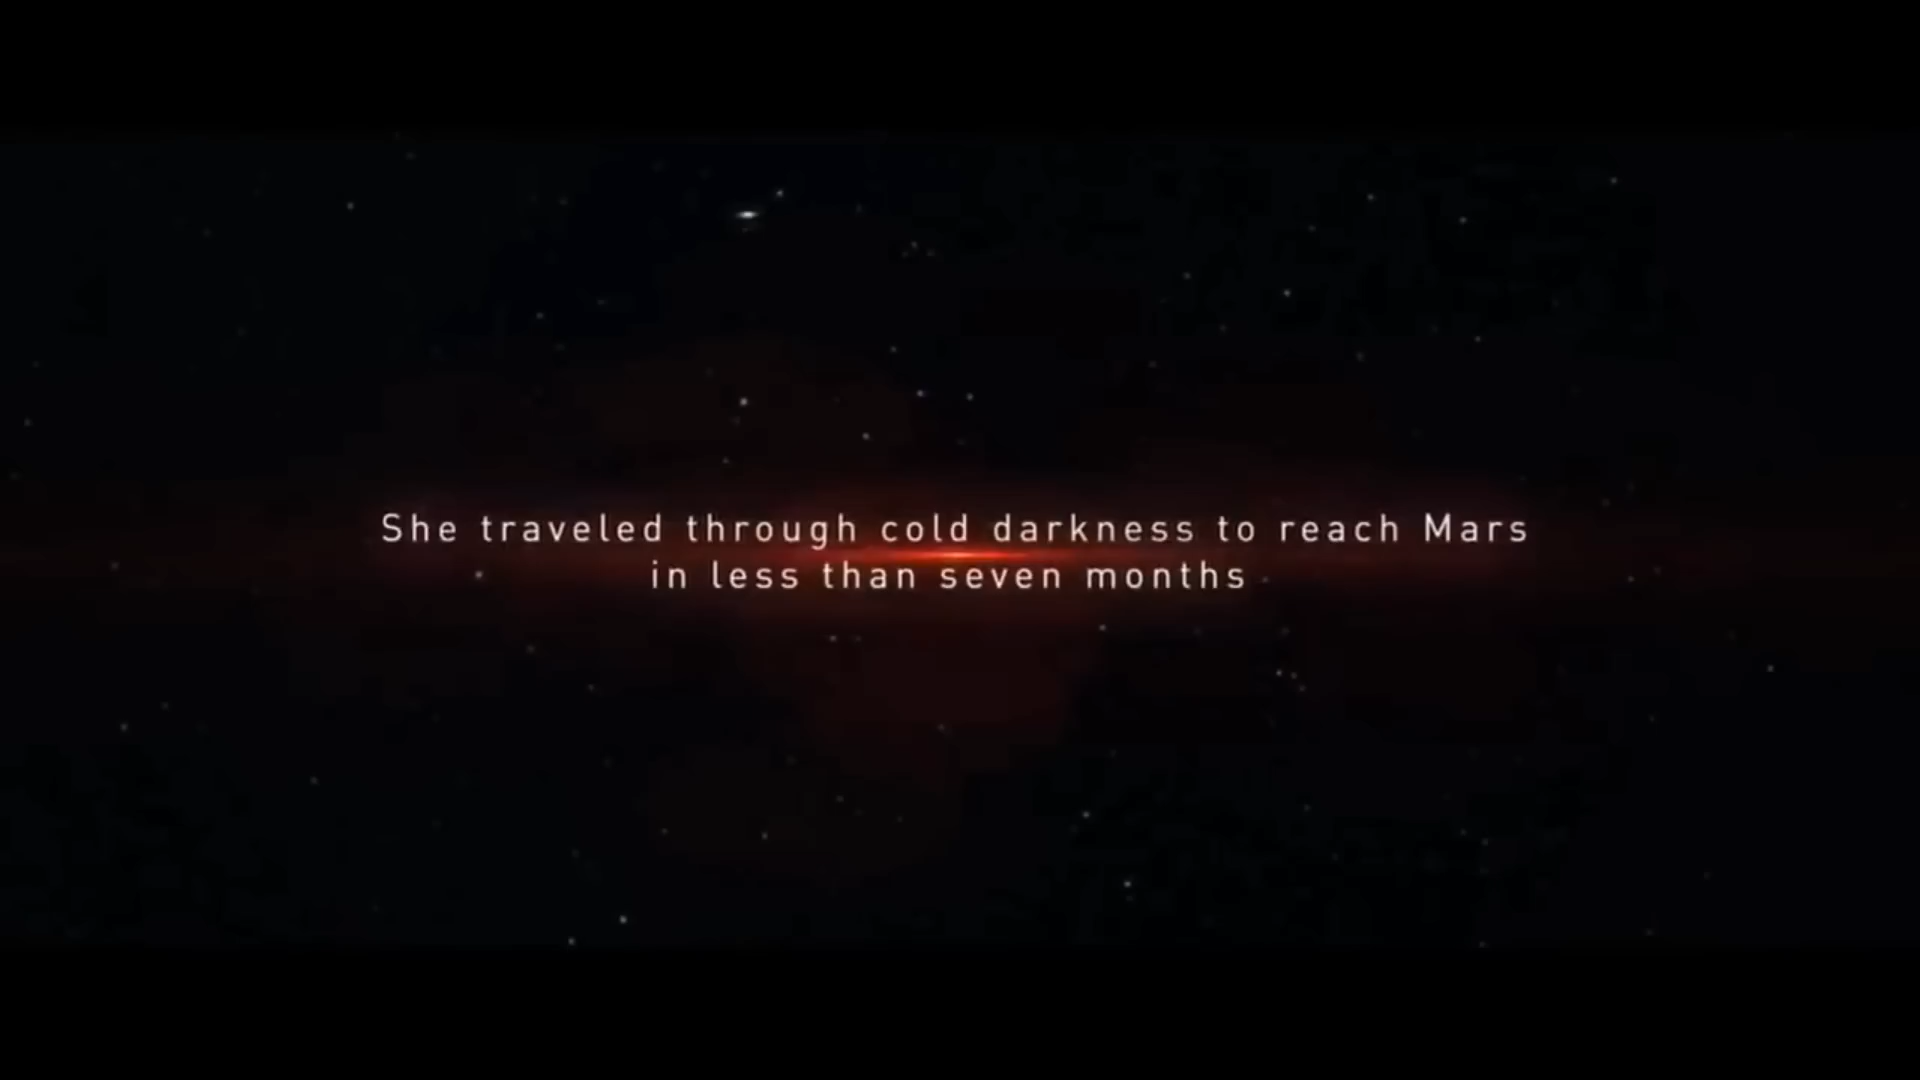 She traveled through cold darkness to reach Mars
in less than seven months